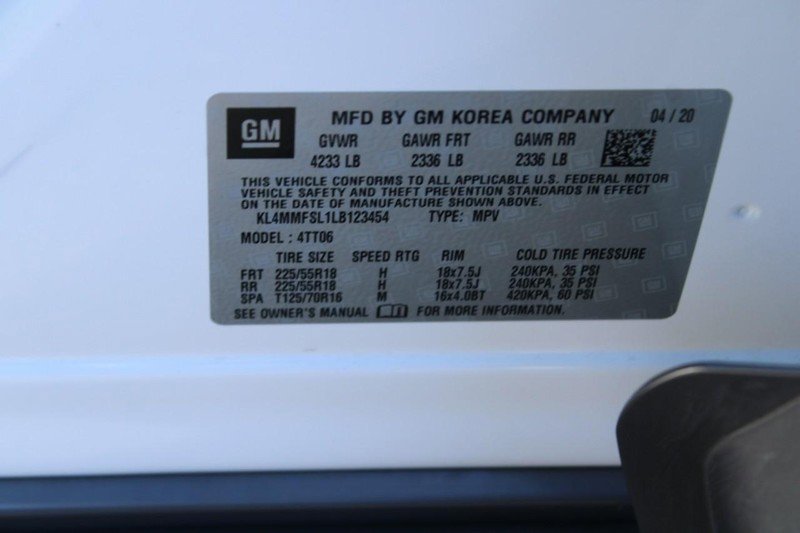 GM MFD BY GM KOREA COMPANY 04 / 20
GVWR GAWR FRT GAWR RR
4233 LB 2336 LB 2336 LB
THIS VEHICLE CONFORMS TO ALL APPLICABLE U.S. FEDERAL MOTOR
VEHICLE SAFETY AND THEFT PREVENTION STANDARDS IN EFFECT
ON THE DATE OF MANUFACTURE SHOWN ABOVE.
KL4MMFSL1LB123454 TYPE: MPV
MODEL : 4TT06
TIRE SIZE SPEED RTG RIM COLD TIRE PRESSURE
FRT 225/55R18 H 18x7.5J 240KPA, 35 PSI
RR 225/55R18 H 18x7.5J 240KPA, 35 PSI
SPA T125/70R16 M 16x4.0BT 420KPA, 60 PSI
SEE OWNER'S MANUAL FOR MORE INFORMATION.